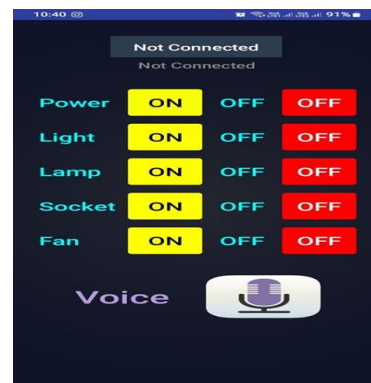 10:40 91%
Not Connected
Not Connected
Power ON OFF OFF
Light ON OFF OFF
Lamp ON OFF OFF
Socket ON OFF OFF
Fan ON OFF OFF
Voice